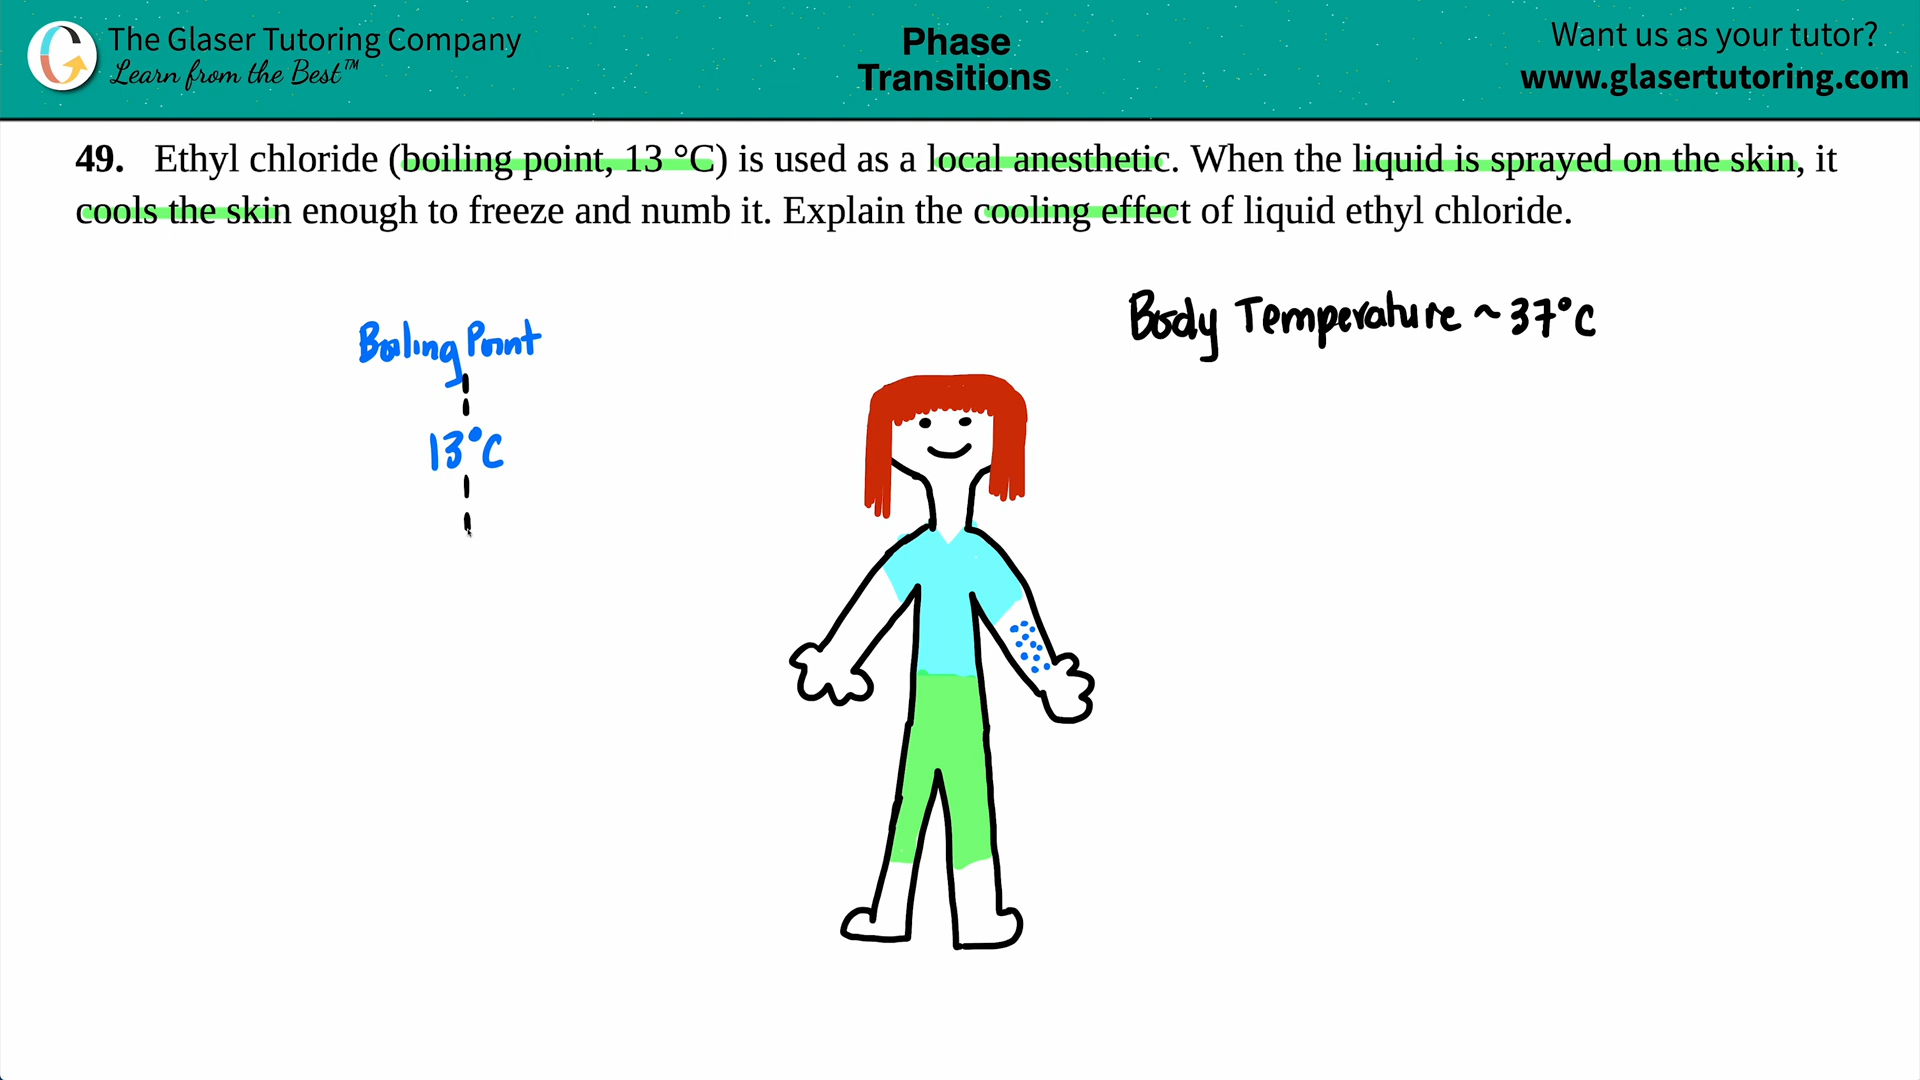 The Glaser Tutoring Company
Learn from the Best™
Phase
Transitions
Want us as your tutor?
www.glasertutoring.com
49. Ethyl chloride (boiling point, 13 °C) is used as a local anesthetic. When the liquid is sprayed on the skin, it
cools the skin enough to freeze and numb it. Explain the cooling effect of liquid ethyl chloride.
Boiling Point
13°C
Body Temperature ~ 37°C